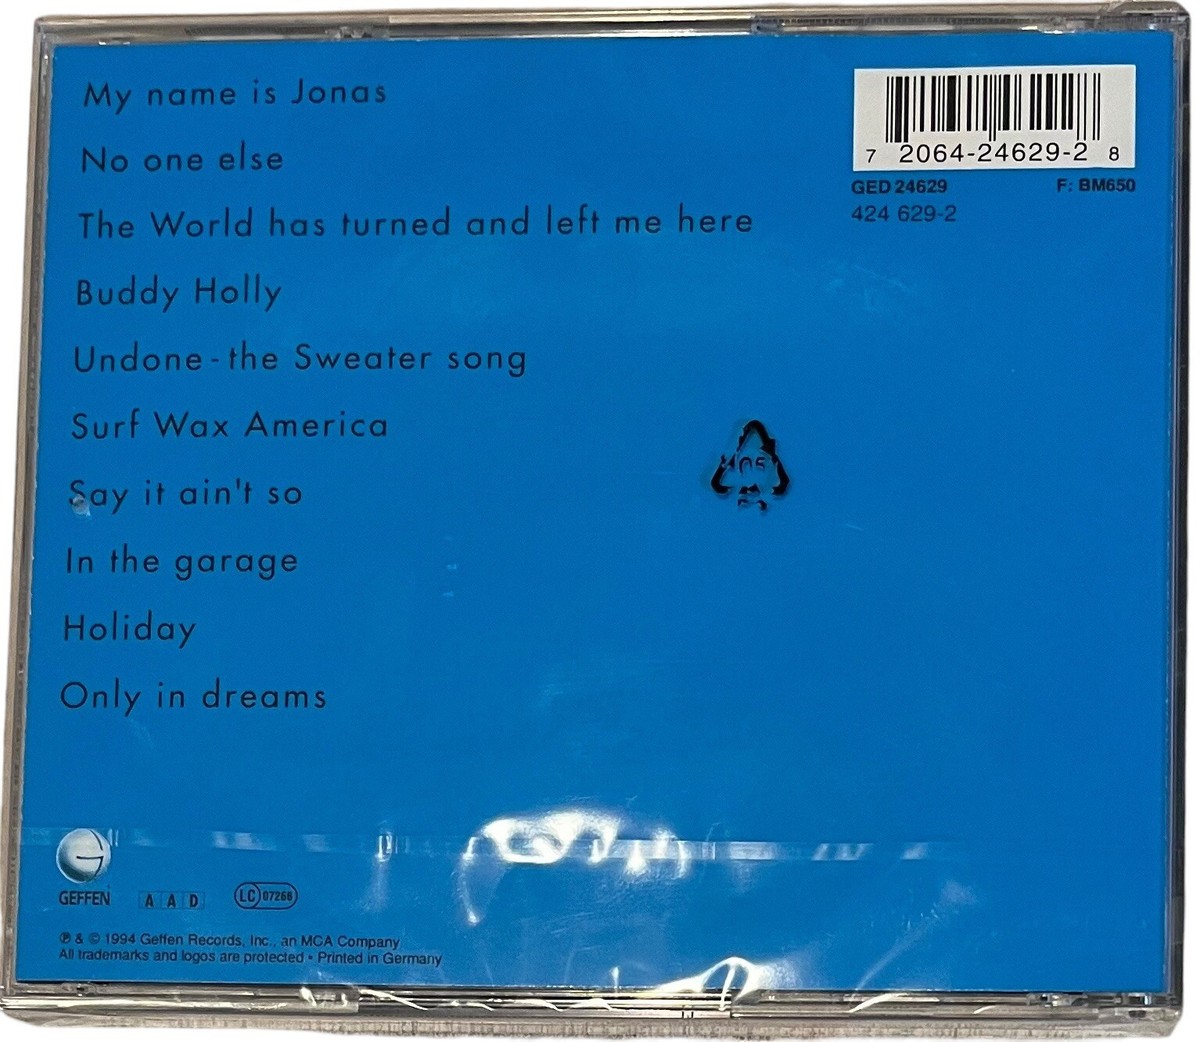 My name is Jonas
No one else
The World has turned and left me here
Buddy Holly
Undone - the Sweater song
Surf Wax America
Say it ain't so
In the garage
Holiday
Only in dreams
7 2064-24629-2 8
GED 24629 F: BM650
424 629-2
GEFFEN
A A D
LC 07266
℗ & © 1994 Geffen Records, Inc., an MCA Company
All trademarks and logos are protected • Printed in Germany